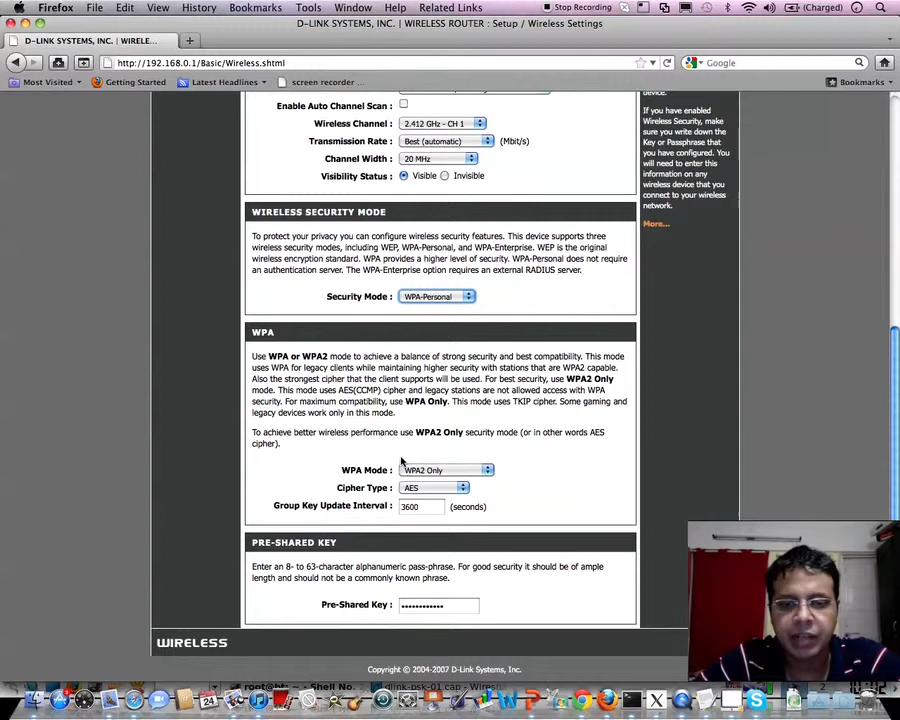 Firefox File Edit View History Bookmarks Tools Window Help Related Links Stop Recording (Charged)
D-LINK SYSTEMS, INC. | WIRELESS ROUTER : Setup / Wireless Settings
D-LINK SYSTEMS, INC. | WIRELE... +
http://192.168.0.1/Basic/Wireless.shtml Google
Most Visited Getting Started Latest Headlines screen recorder ... Bookmarks
device.
Enable Auto Channel Scan :
Wireless Channel : 2.412 GHz - CH 1
Transmission Rate : Best (automatic) (Mbit/s)
Channel Width : 20 MHz
Visibility Status : Visible Invisible
If you have enabled
Wireless Security, make
sure you write down the
Key or Passphrase that
you have configured. You
will need to enter this
information on any
wireless device that you
connect to your wireless
network.
More...
WIRELESS SECURITY MODE
To protect your privacy you can configure wireless security features. This device supports three
wireless security modes, including WEP, WPA-Personal, and WPA-Enterprise. WEP is the original
wireless encryption standard. WPA provides a higher level of security. WPA-Personal does not require
an authentication server. The WPA-Enterprise option requires an external RADIUS server.
Security Mode : WPA-Personal
WPA
Use WPA or WPA2 mode to achieve a balance of strong security and best compatibility. This mode
uses WPA for legacy clients while maintaining higher security with stations that are WPA2 capable.
Also the strongest cipher that the client supports will be used. For best security, use WPA2 Only
mode. This mode uses AES(CCMP) cipher and legacy stations are not allowed access with WPA
security. For maximum compatibility, use WPA Only. This mode uses TKIP cipher. Some gaming and
legacy devices work only in this mode.
To achieve better wireless performance use WPA2 Only security mode (or in other words AES
cipher).
WPA Mode : WPA2 Only
Cipher Type : AES
Group Key Update Interval : 3600 (seconds)
PRE-SHARED KEY
Enter an 8- to 63-character alphanumeric pass-phrase. For good security it should be of ample
length and should not be a commonly known phrase.
Pre-Shared Key : ••••••••••••
WIRELESS
Copyright © 2004-2007 D-Link Systems, Inc.
root@bt: - Shell No. dlink-psk-01.cap - Wires